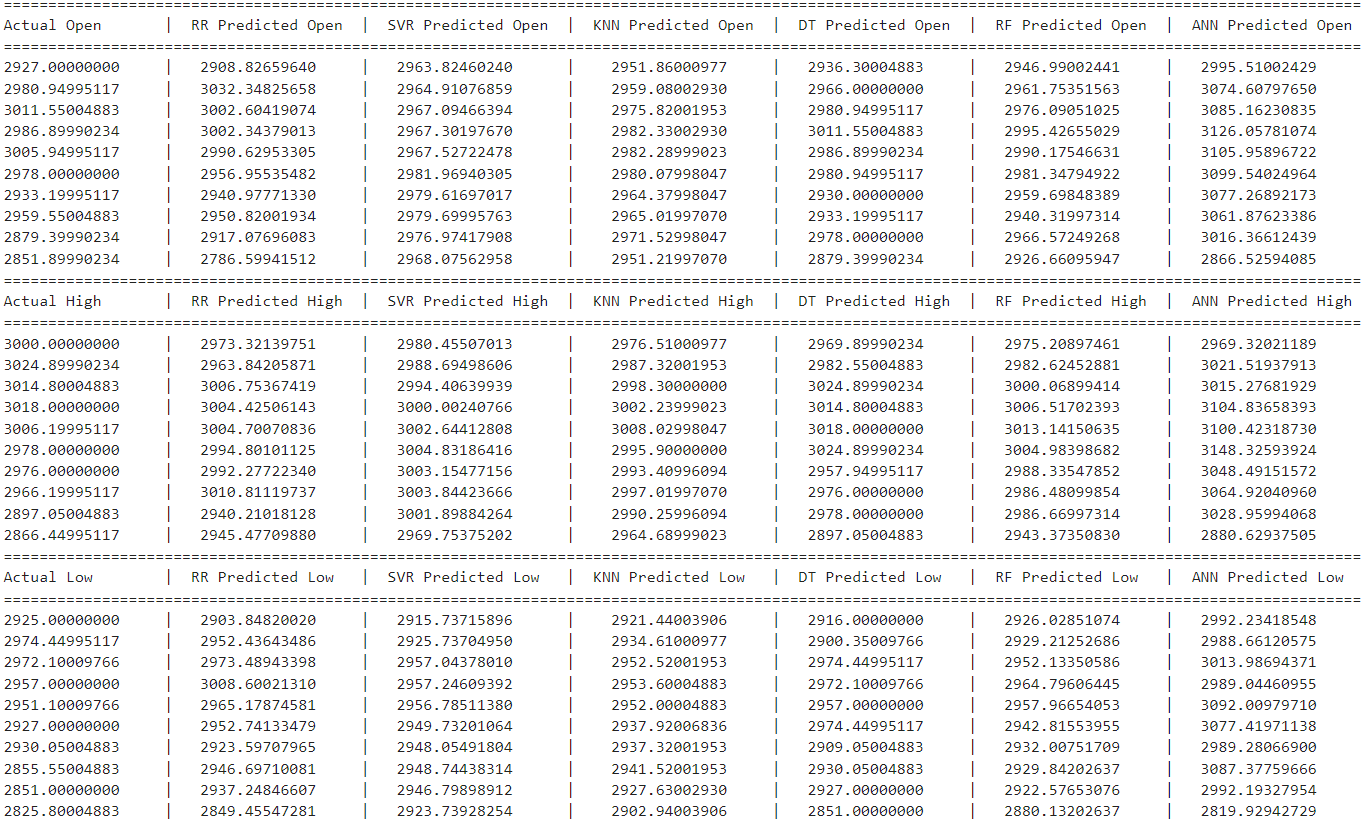 ====================================================================================================================================================
Actual Open | RR Predicted Open | SVR Predicted Open | KNN Predicted Open | DT Predicted Open | RF Predicted Open | ANN Predicted Open
====================================================================================================================================================
2927.00000000 | 2908.82659640 | 2963.82460240 | 2951.86000977 | 2936.30004883 | 2946.99002441 | 2995.51002429
2980.94995117 | 3032.34825658 | 2964.91076859 | 2959.08002930 | 2966.00000000 | 2961.75351563 | 3074.60797650
3011.55004883 | 3002.60419074 | 2967.09466394 | 2975.82001953 | 2980.94995117 | 2976.09051025 | 3085.16230835
2986.89990234 | 3002.34379013 | 2967.30197670 | 2982.33002930 | 3011.55004883 | 2995.42655029 | 3126.05781074
3005.94995117 | 2990.62953305 | 2967.52722478 | 2982.28999023 | 2986.89990234 | 2990.17546631 | 3105.95896722
2978.00000000 | 2956.95535482 | 2981.96940305 | 2980.07998047 | 2980.94995117 | 2981.34794922 | 3099.54024964
2933.19995117 | 2940.97771330 | 2979.61697017 | 2964.37998047 | 2930.00000000 | 2959.69848389 | 3077.26892173
2959.55004883 | 2950.82001934 | 2979.69995763 | 2965.01997070 | 2933.19995117 | 2940.31997314 | 3061.87623386
2879.39990234 | 2917.07696083 | 2976.97417908 | 2971.52998047 | 2978.00000000 | 2966.57249268 | 3016.36612439
2851.89990234 | 2786.59941512 | 2968.07562958 | 2951.21997070 | 2879.39990234 | 2926.66095947 | 2866.52594085
====================================================================================================================================================
Actual High | RR Predicted High | SVR Predicted High | KNN Predicted High | DT Predicted High | RF Predicted High | ANN Predicted High
====================================================================================================================================================
3000.00000000 | 2973.32139751 | 2980.45507013 | 2976.51000977 | 2969.89990234 | 2975.20897461 | 2969.32021189
3024.89990234 | 2963.84205871 | 2988.69498606 | 2987.32001953 | 2982.55004883 | 2982.62452881 | 3021.51937913
3014.80004883 | 3006.75367419 | 2994.40639939 | 2998.30000000 | 3024.89990234 | 3000.06899414 | 3015.27681929
3018.00000000 | 3004.42506143 | 3000.00240766 | 3002.23999023 | 3014.80004883 | 3006.51702393 | 3104.83658393
3006.19995117 | 3004.70070836 | 3002.64412808 | 3008.02998047 | 3018.00000000 | 3013.14150635 | 3100.42318730
2978.00000000 | 2994.80101125 | 3004.83186416 | 2995.90000000 | 3024.89990234 | 3004.98398682 | 3148.32593924
2976.00000000 | 2992.27722340 | 3003.15477156 | 2993.40996094 | 2957.94995117 | 2988.33547852 | 3048.49151572
2966.19995117 | 3010.81119737 | 3003.84423666 | 2997.01997070 | 2976.00000000 | 2986.48099854 | 3064.92040960
2897.05004883 | 2940.21018128 | 3001.89884264 | 2990.25996094 | 2978.00000000 | 2986.66997314 | 3028.95994068
2866.44995117 | 2945.47709880 | 2969.75375202 | 2964.68999023 | 2897.05004883 | 2943.37350830 | 2880.62937505
====================================================================================================================================================
Actual Low | RR Predicted Low | SVR Predicted Low | KNN Predicted Low | DT Predicted Low | RF Predicted Low | ANN Predicted Low
====================================================================================================================================================
2925.00000000 | 2903.84820020 | 2915.73715896 | 2921.44003906 | 2916.00000000 | 2926.02851074 | 2992.23418548
2974.44995117 | 2952.43643486 | 2925.73704950 | 2934.61000977 | 2900.35009766 | 2929.21252686 | 2988.66120575
2972.10009766 | 2973.48943398 | 2957.04378010 | 2952.52001953 | 2974.44995117 | 2952.13350586 | 3013.98694371
2957.00000000 | 3008.60021310 | 2957.24609392 | 2953.60004883 | 2972.10009766 | 2964.79606445 | 2989.04460955
2951.10009766 | 2965.17874581 | 2956.78511380 | 2952.00004883 | 2957.00000000 | 2957.96654053 | 3092.00979710
2927.00000000 | 2952.74133479 | 2949.73201064 | 2937.92006836 | 2974.44995117 | 2942.81553955 | 3077.41971138
2930.05004883 | 2923.59707965 | 2948.05491804 | 2937.32001953 | 2909.05004883 | 2932.00751709 | 2989.28066900
2855.55004883 | 2946.69710081 | 2948.74438314 | 2941.52001953 | 2930.05004883 | 2929.84202637 | 3087.37759666
2851.00000000 | 2937.24846607 | 2946.79898912 | 2927.63002930 | 2927.00000000 | 2922.57653076 | 2992.19327954
2825.80004883 | 2849.45547281 | 2923.73928254 | 2902.94003906 | 2851.00000000 | 2880.13202637 | 2819.92942729